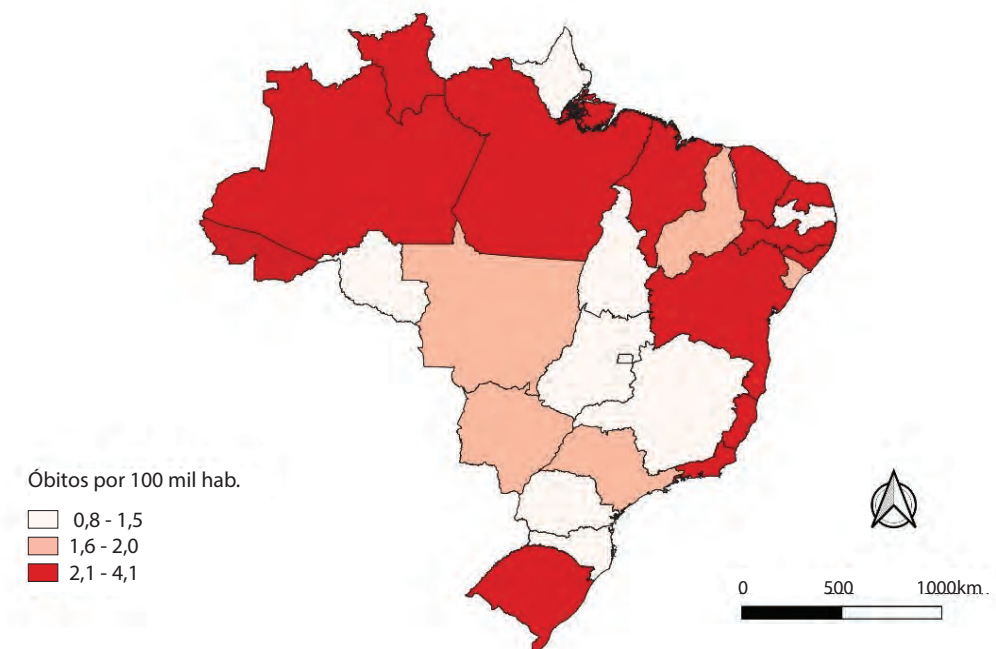 Óbitos por 100 mil hab.
0,8 - 1,5
1,6 - 2,0
2,1 - 4,1
0 500 1000km